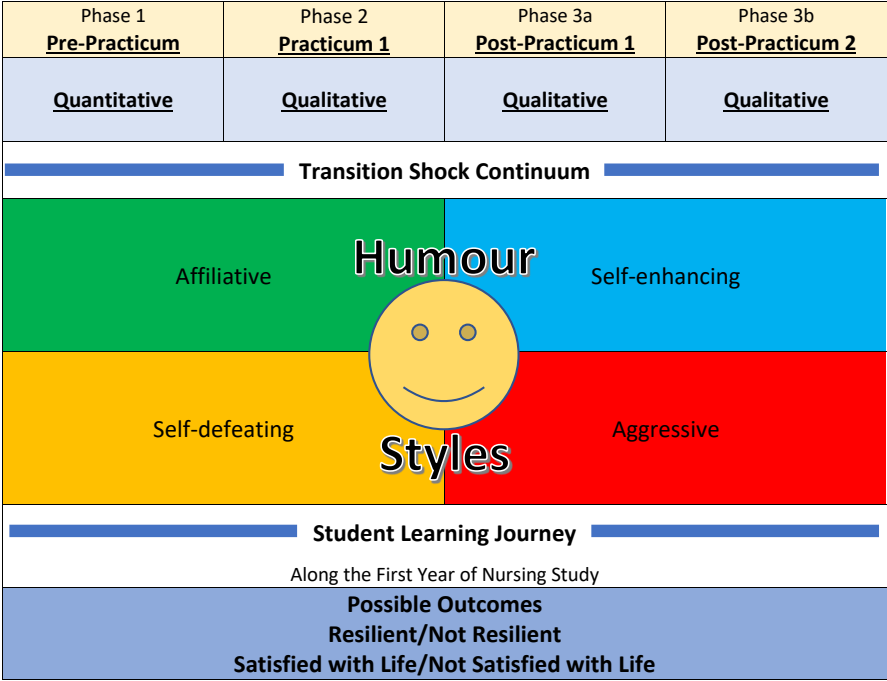 Phase 1
Pre-Practicum
Phase 2
Practicum 1
Phase 3a
Post-Practicum 1
Phase 3b
Post-Practicum 2
Quantitative
Qualitative
Qualitative
Qualitative
Transition Shock Continuum
Humour
Affiliative
Self-enhancing
Self-defeating
Aggressive
Styles
Student Learning Journey
Along the First Year of Nursing Study
Possible Outcomes
Resilient/Not Resilient
Satisfied with Life/Not Satisfied with Life